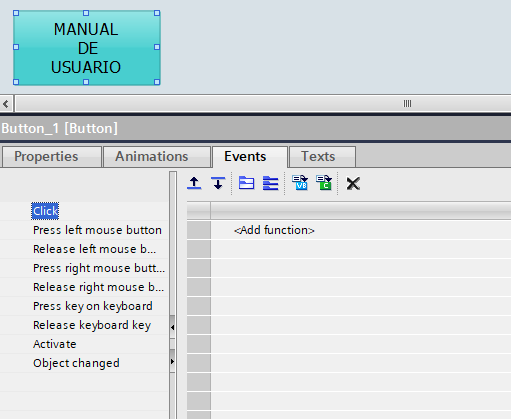 MANUAL
DE
USUARIO
Button_1 [Button]
Properties
Animations
Events
Texts
Click
Press left mouse button
Release left mouse b...
Press right mouse butt...
Release right mouse b...
Press key on keyboard
Release keyboard key
Activate
Object changed
<Add function>